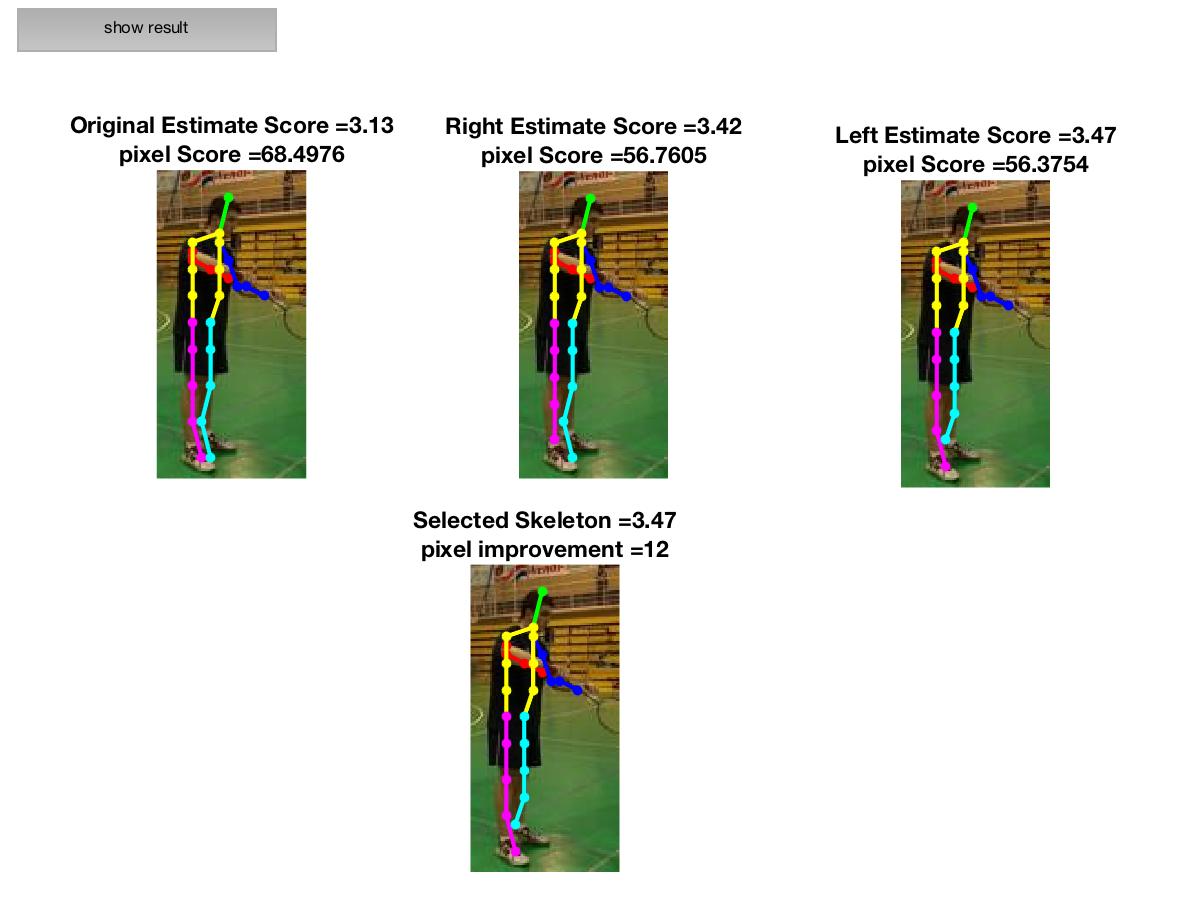 show result
Original Estimate Score =3.13
pixel Score =68.4976
Right Estimate Score =3.42
pixel Score =56.7605
Left Estimate Score =3.47
pixel Score =56.3754
Selected Skeleton =3.47
pixel improvement =12